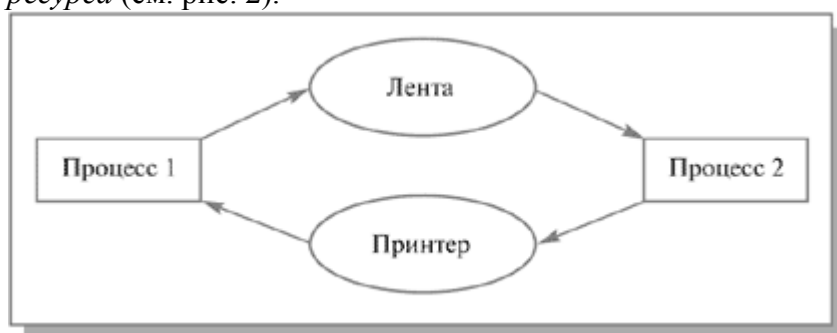 ресурса (см. рис. 2).
Лента
Процесс 1
Процесс 2
Принтер